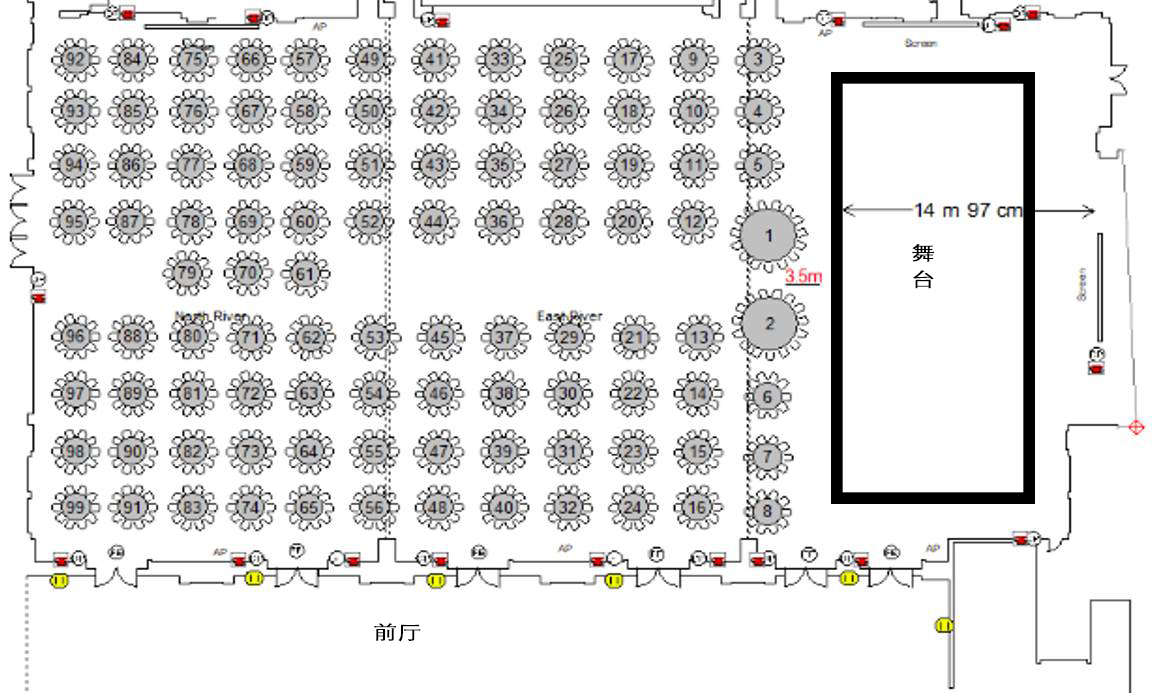 AP
AP
Screen
92 84 75 66 57 49 41 33 25 17 9 3
93 85 76 67 58 50 42 34 26 18 10 4
94 86 77 68 59 51 43 35 27 19 11 5
95 87 78 69 60 52 44 36 28 20 12
1
14 m 97 cm
舞
台
79 70 61
3.5m
Screen
North River
East River
2
96 88 80 71 62 53 45 37 29 21 13
97 89 81 72 63 54 46 38 30 22 14 6
98 90 82 73 64 55 47 39 31 23 15 7
99 91 83 74 65 56 48 40 32 24 16 8
AP
AP
AP
前厅